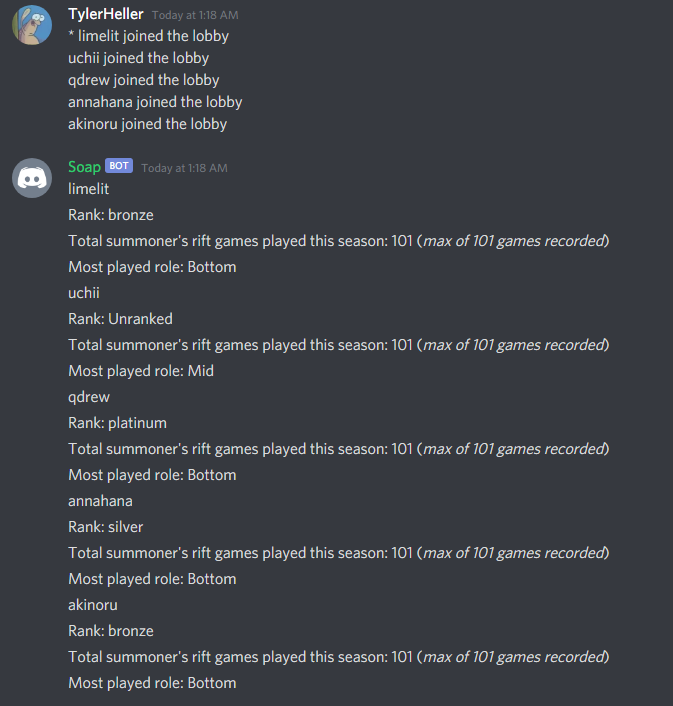 TylerHeller Today at 1:18 AM
* limelit joined the lobby
uchii joined the lobby
qdrew joined the lobby
annahana joined the lobby
akinoru joined the lobby
Soap BOT Today at 1:18 AM
limelit
Rank: bronze
Total summoner's rift games played this season: 101 (max of 101 games recorded)
Most played role: Bottom
uchii
Rank: Unranked
Total summoner's rift games played this season: 101 (max of 101 games recorded)
Most played role: Mid
qdrew
Rank: platinum
Total summoner's rift games played this season: 101 (max of 101 games recorded)
Most played role: Bottom
annahana
Rank: silver
Total summoner's rift games played this season: 101 (max of 101 games recorded)
Most played role: Bottom
akinoru
Rank: bronze
Total summoner's rift games played this season: 101 (max of 101 games recorded)
Most played role: Bottom